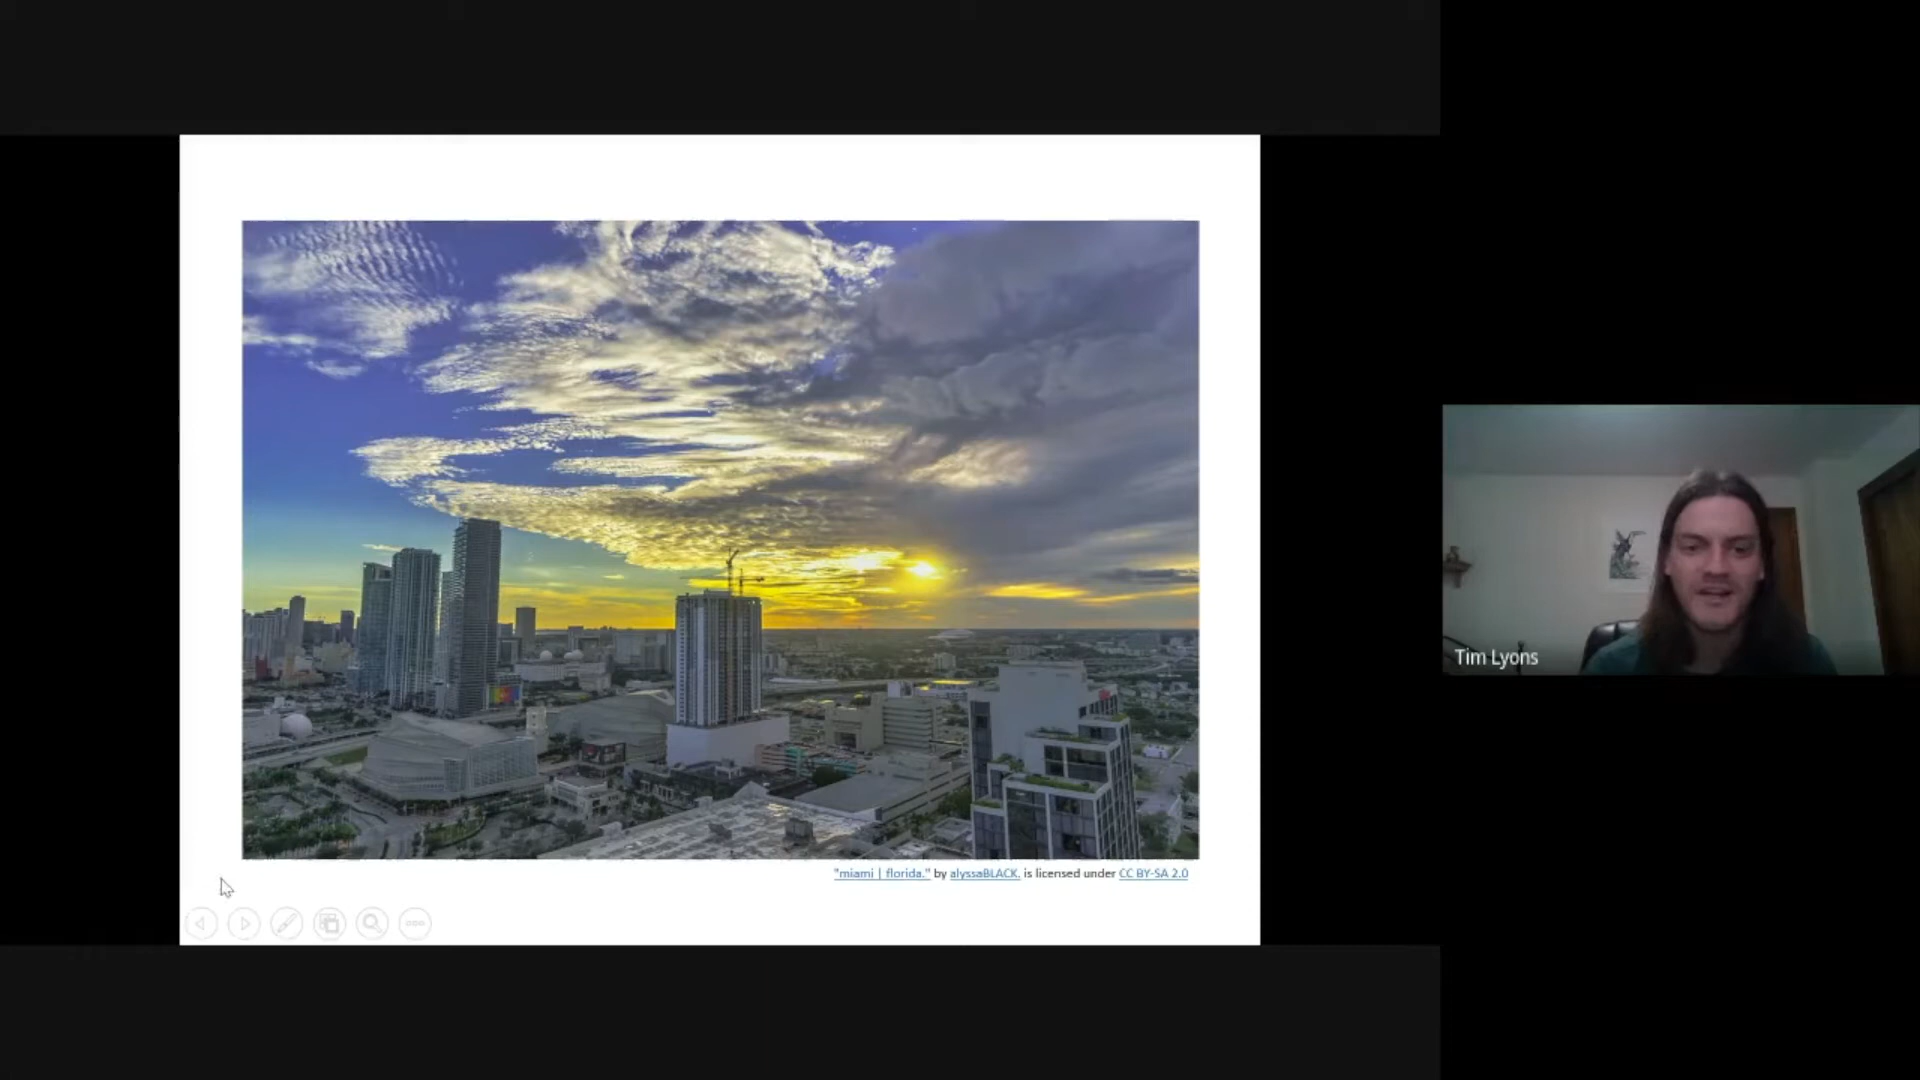 "miami | florida." by alyssaBLACK. is licensed under CC BY-SA 2.0
Tim Lyons